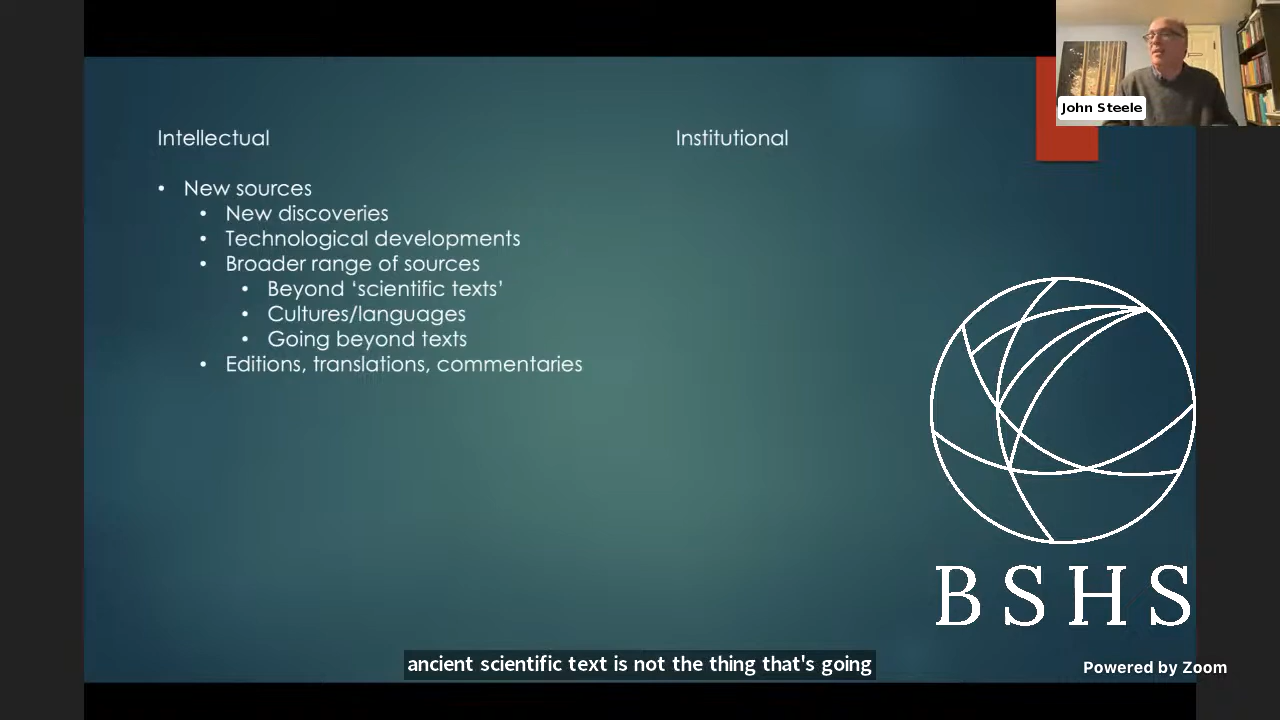 John Steele
Intellectual
Institutional
• New sources
• New discoveries
• Technological developments
• Broader range of sources
• Beyond ‘scientific texts’
• Cultures/languages
• Going beyond texts
• Editions, translations, commentaries
BSHS
ancient scientific text is not the thing that's going
Powered by Zoom